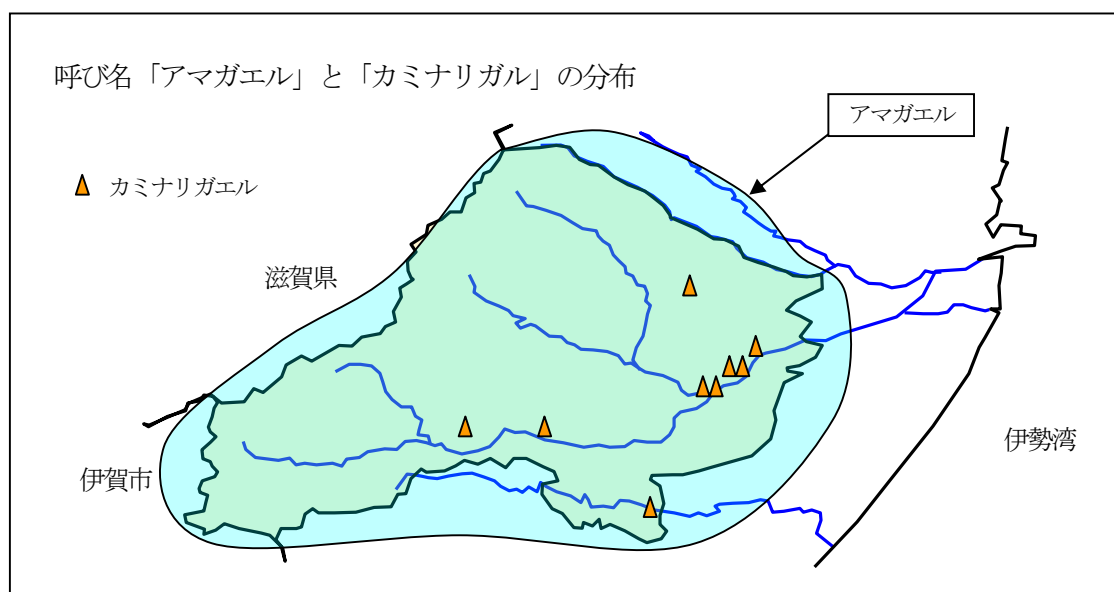 呼び名「アマガエル」と「カミナリガル」の分布
アマガエル
カミナリガエル
滋賀県
伊勢湾
伊賀市